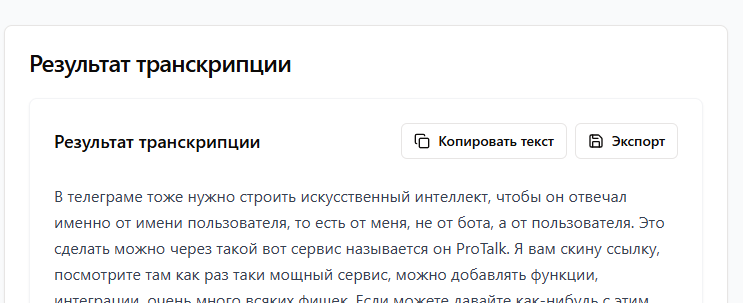 Результат транскрипции
Результат транскрипции
Копировать текст
Экспорт
В телеграме тоже нужно строить искусственный интеллект, чтобы он отвечал
именно от имени пользователя, то есть от меня, не от бота, а от пользователя. Это
сделать можно через такой вот сервис называется он ProTalk. Я вам скину ссылку,
посмотрите там как раз таки мощный сервис, можно добавлять функции,
интеграции, очень много всяких фишек. Если можете давайте как-нибудь с этим